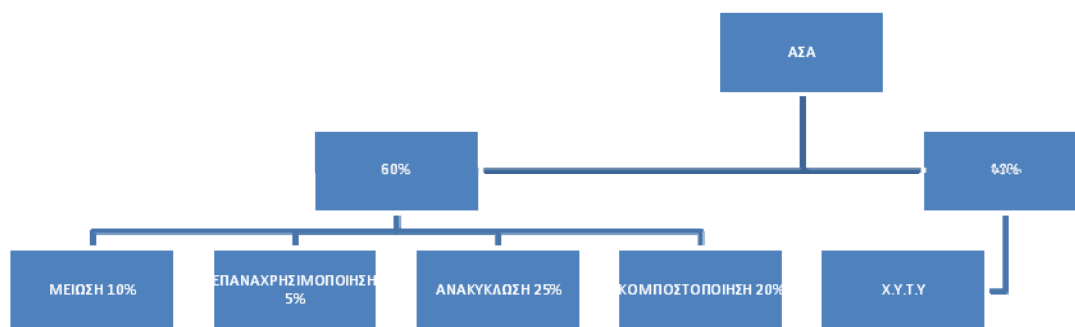 ΑΣΑ
60%
ΜΕΙΩΣΗ 10%
ΕΠΑΝΑΧΡΗΣΙΜΟΠΟΙΗΣΗ
5%
ΑΝΑΚΥΚΛΩΣΗ 25%
ΚΟΜΠΟΣΤΟΠΟΙΗΣΗ 20%
Χ.Υ.Τ.Υ